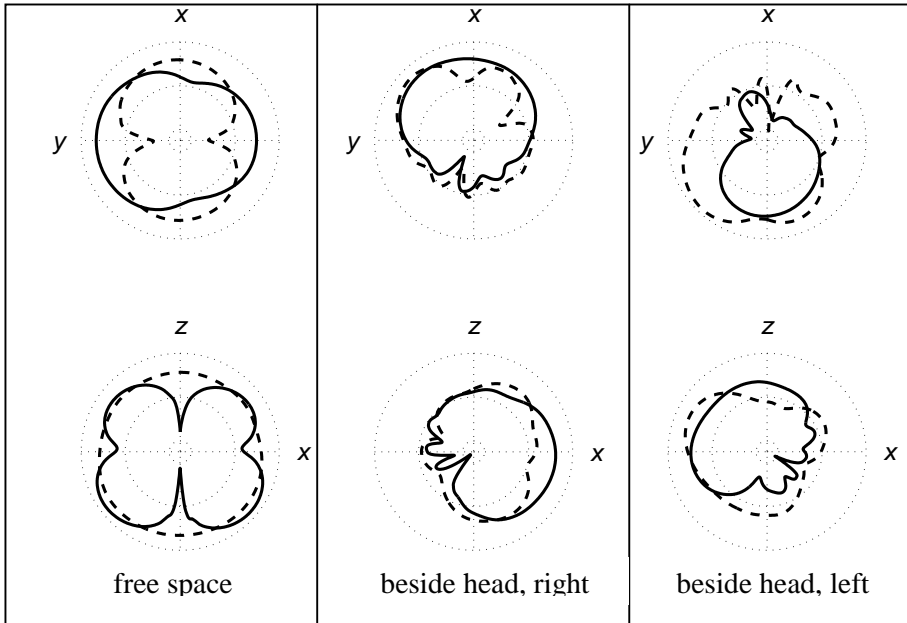 x
x
x
y
y
y
z
z
z
x
x
x
free space
beside head, right
beside head, left